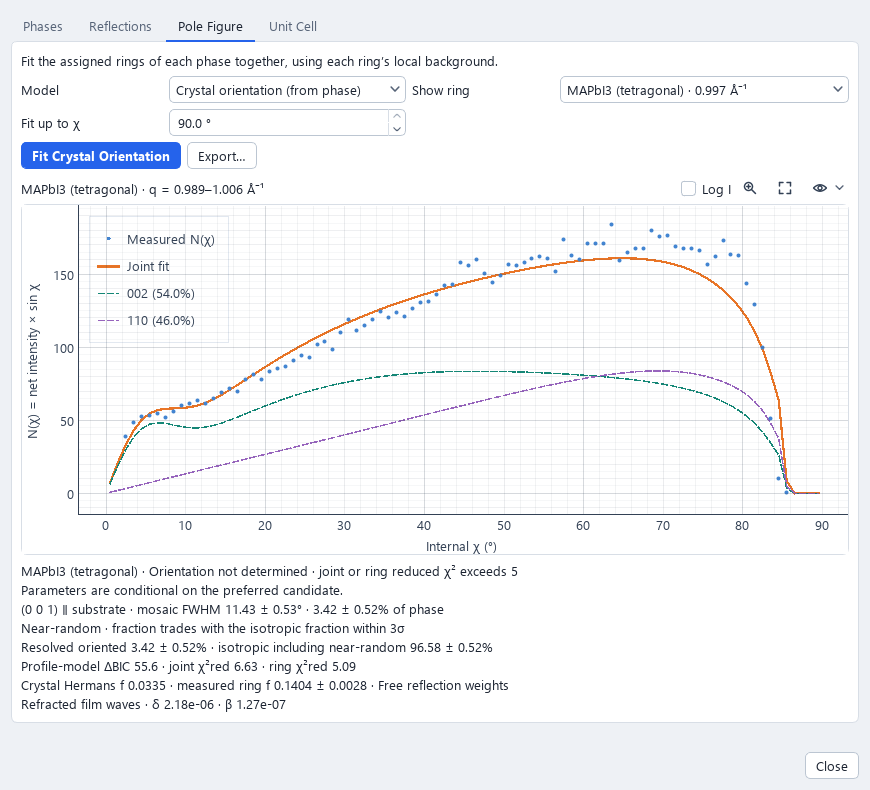 Phases Reflections Pole Figure Unit Cell
Fit the assigned rings of each phase together, using each ring's local background.
Model Crystal orientation (from phase) Show ring MAPbI3 (tetragonal) · 0.997 Å⁻¹
Fit up to χ 90.0 °
Fit Crystal Orientation Export...
MAPbI3 (tetragonal) · q = 0.989–1.006 Å⁻¹ Log I
Measured N(χ)
Joint fit
002 (54.0%)
110 (46.0%)
N(χ) = net intensity × sin χ
150
100
50
0
0 10 20 30 40 50 60 70 80 90
Internal χ (°)
MAPbI3 (tetragonal) · Orientation not determined · joint or ring reduced χ² exceeds 5
Parameters are conditional on the preferred candidate.
(0 0 1) ∥ substrate · mosaic FWHM 11.43 ± 0.53° · 3.42 ± 0.52% of phase
Near-random · fraction trades with the isotropic fraction within 3σ
Resolved oriented 3.42 ± 0.52% · isotropic including near-random 96.58 ± 0.52%
Profile-model ΔBIC 55.6 · joint χ²red 6.63 · ring χ²red 5.09
Crystal Hermans f 0.0335 · measured ring f 0.1404 ± 0.0028 · Free reflection weights
Refracted film waves · δ 2.18e-06 · β 1.27e-07
Close